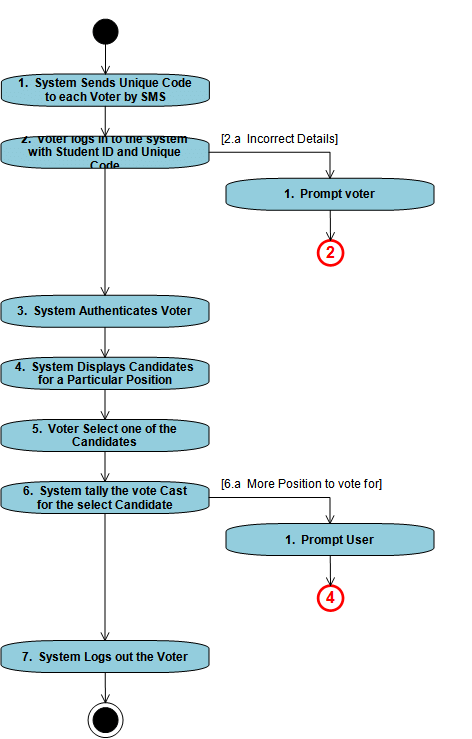 1. System Sends Unique Code
to each Voter by SMS
2. Voter logs in to the system
with Student ID and Unique
Code
[2.a Incorrect Details]
1. Prompt voter
2
3. System Authenticates Voter
4. System Displays Candidates
for a Particular Position
5. Voter Select one of the
Candidates
6. System tally the vote Cast
for the select Candidate
[6.a More Position to vote for]
1. Prompt User
4
7. System Logs out the Voter